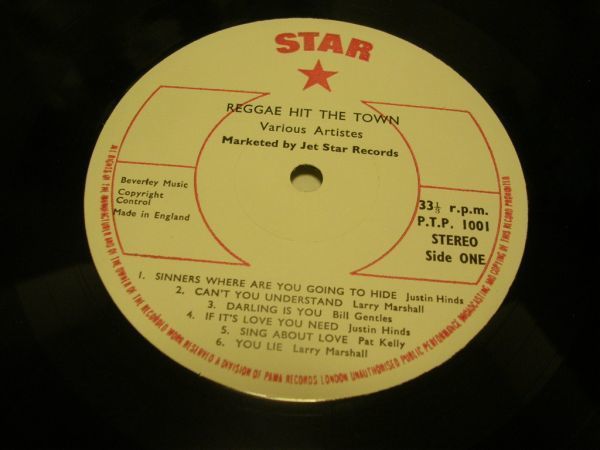 STAR
REGGAE HIT THE TOWN
Various Artistes
Marketed by Jet Star Records
Beverley Music
Copyright
Control
Made in England
33⅓ r.p.m.
P.T.P. 1001
STEREO
Side ONE
1. SINNERS WHERE ARE YOU GOING TO HIDE Justin Hinds
2. CAN'T YOU UNDERSTAND Larry Marshall
3. DARLING IS YOU Bill Gentles
4. IF IT'S LOVE YOU NEED Justin Hinds
5. SING ABOUT LOVE Pat Kelly
6. YOU LIE Larry Marshall
ALL RIGHTS OF THE MANUFACTURER AND OF THE OWNER OF THE RECORDED WORK RESERVED A DIVISION OF PAMA RECORDS LONDON UNAUTHORISED PUBLIC PERFORMANCE BROADCASTING AND COPYING OF THIS RECORD PROHIBITED